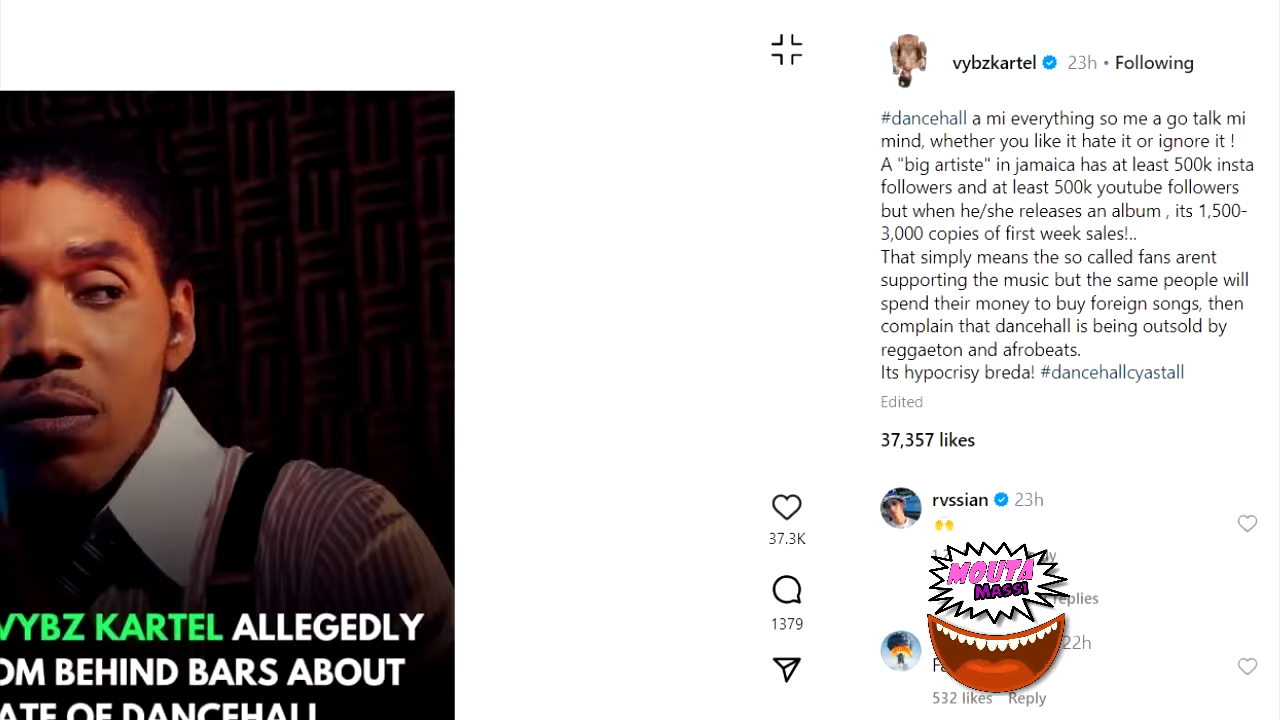 vybzkartel 23h • Following
#dancehall a mi everything so me a go talk mi
mind, whether you like it hate it or ignore it !
A "big artiste" in jamaica has at least 500k insta
followers and at least 500k youtube followers
but when he/she releases an album , its 1,500-
3,000 copies of first week sales!..
That simply means the so called fans arent
supporting the music but the same people will
spend their money to buy foreign songs, then
complain that dancehall is being outsold by
reggaeton and afrobeats.
Its hypocrisy breda! #dancehallcyastall
Edited
37,357 likes
rvssian 23h
🙌
replies
22h
532 likes Reply
37.3K
1379
VYBZ KARTEL ALLEGEDLY
BEHIND BARS ABOUT
OF DANCEHALL
MOUTA
MASSI